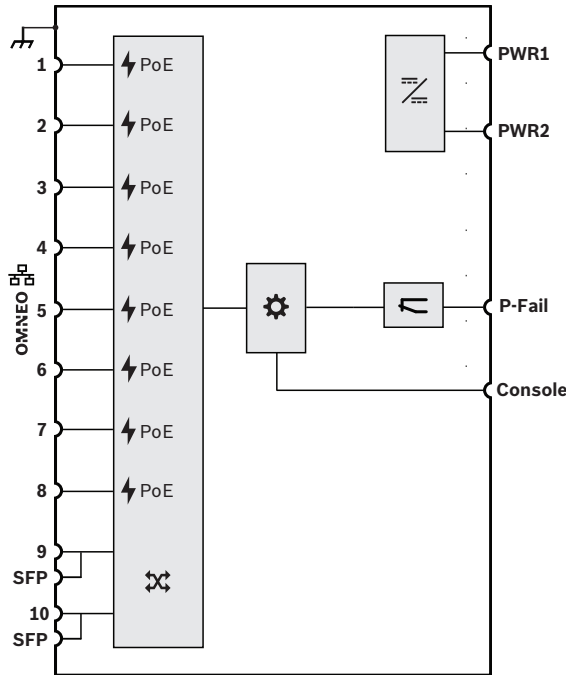 1 PoE
2 PoE
3 PoE
4 PoE
5 PoE
6 PoE
7 PoE
8 PoE
9
SFP
10
SFP
OMNEO
PWR1
PWR2
P-Fail
Console